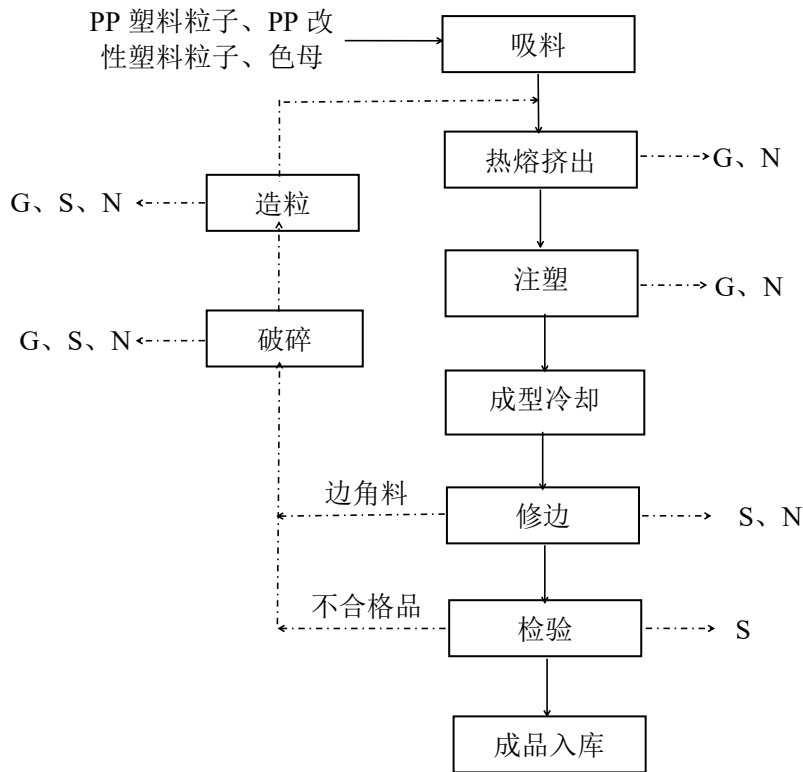 PP 塑料粒子、PP 改
性塑料粒子、色母
吸料
热熔挤出
G、N
G、S、N
造粒
注塑
G、N
G、S、N
破碎
成型冷却
边角料
修边
S、N
不合格品
检验
S
成品入库